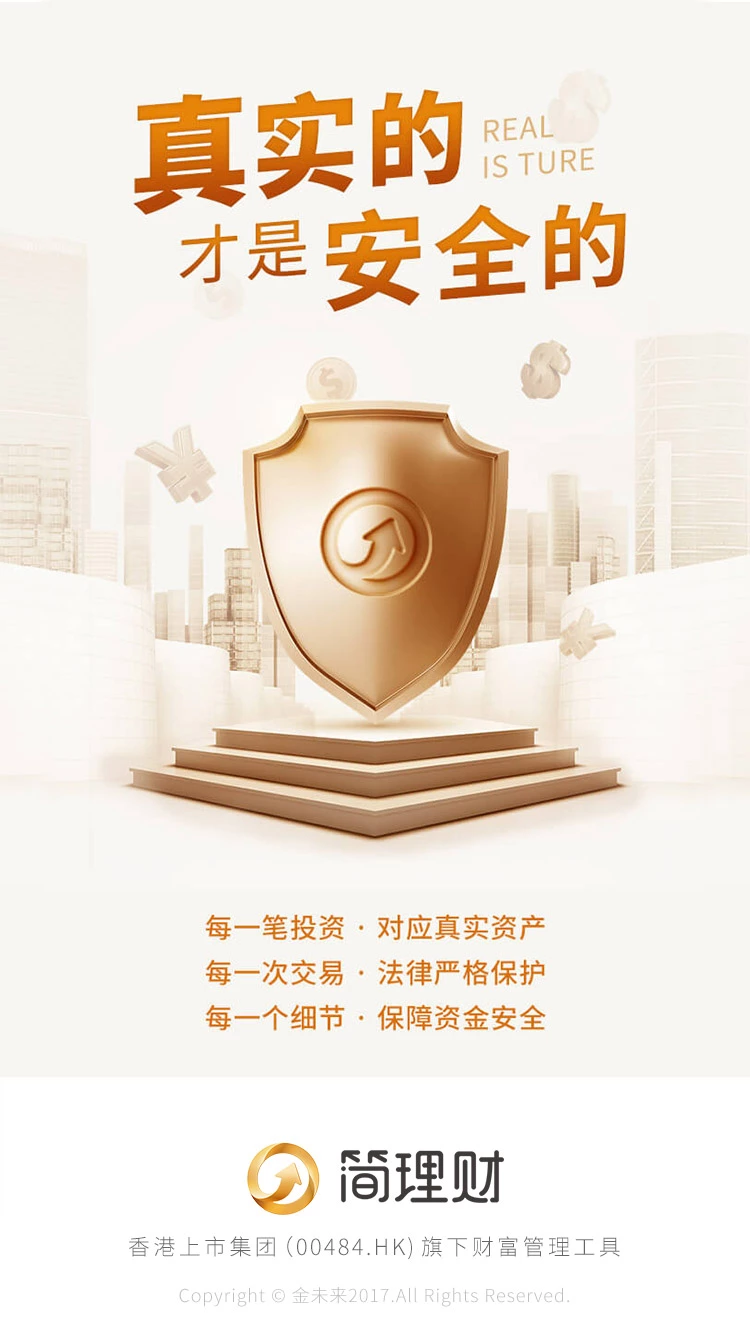 真实的
REAL
IS TURE
才是安全的
每一笔投资 · 对应真实资产
每一次交易 · 法律严格保护
每一个细节 · 保障资金安全
简理财
香港上市集团(00484.HK)旗下财富管理工具
Copyright © 金未来2017.All Rights Reserved.